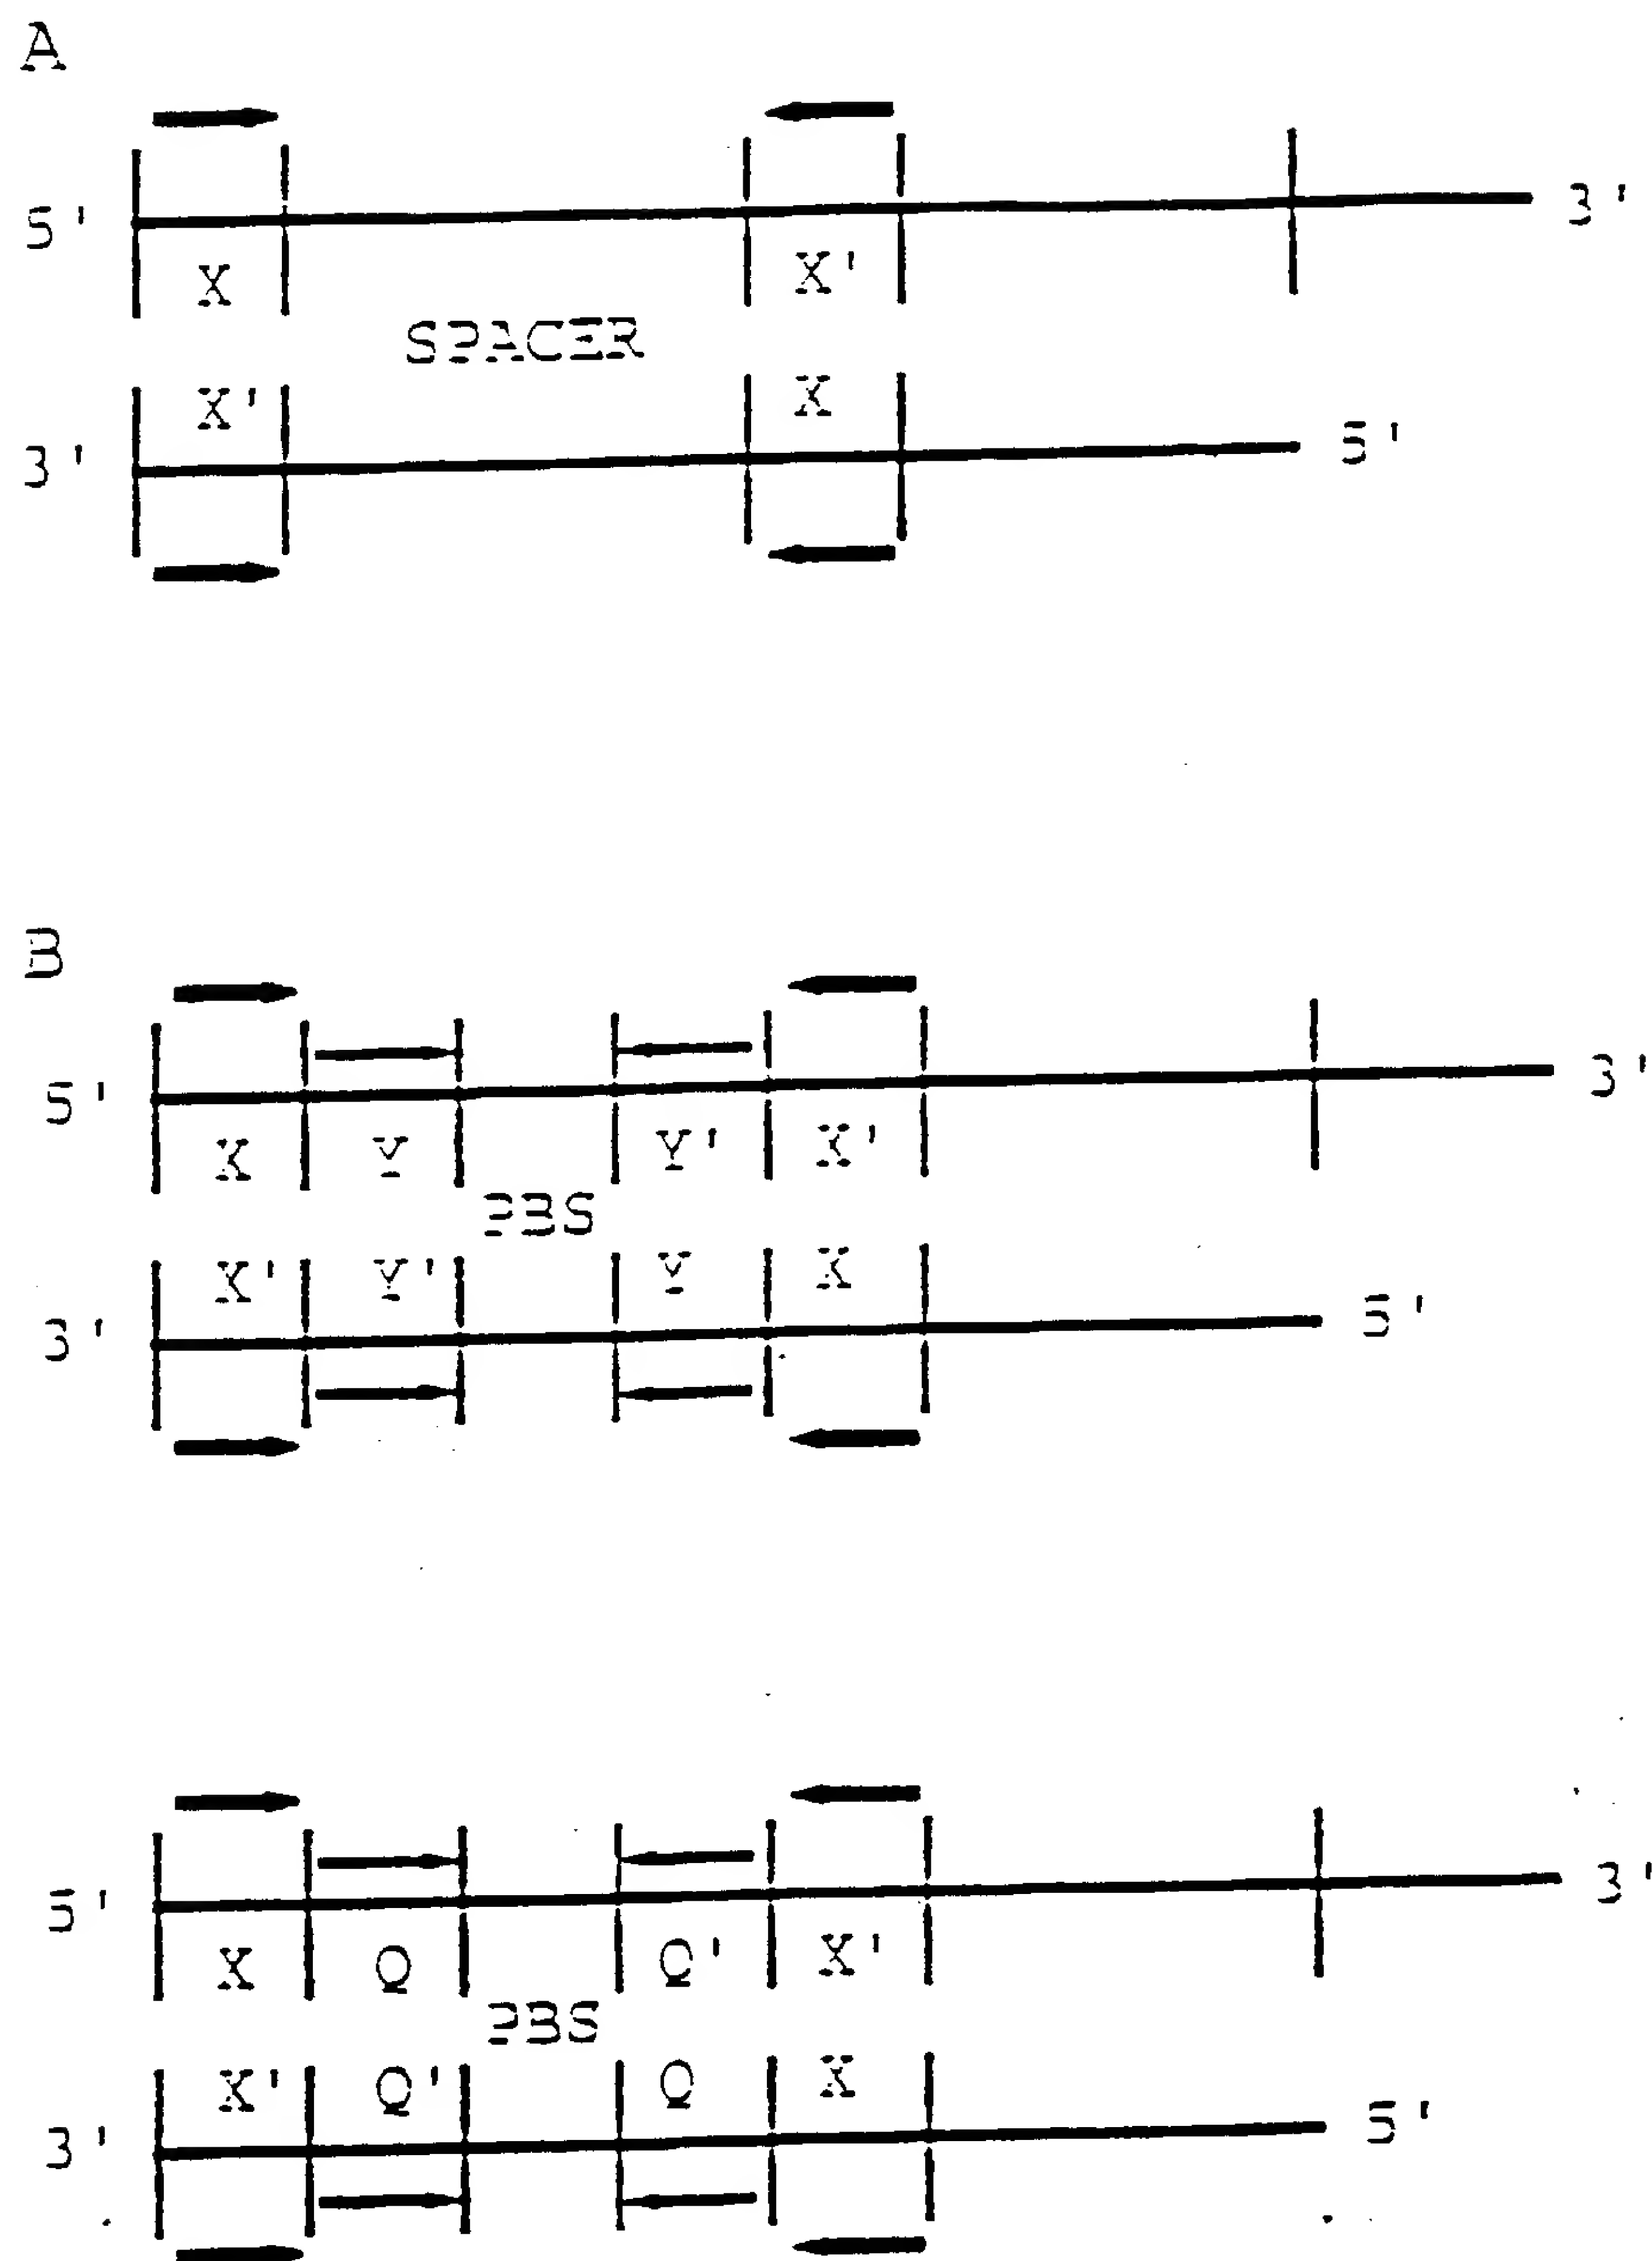 A
5' 3'
X X'
SPACER
X' X
3' 5'
B
5' 3'
X Y Y' X'
PBS
X' Y' Y X
3' 5'
5' 3'
X Q Q' X'
PBS
X' Q' Q X
3' 5'